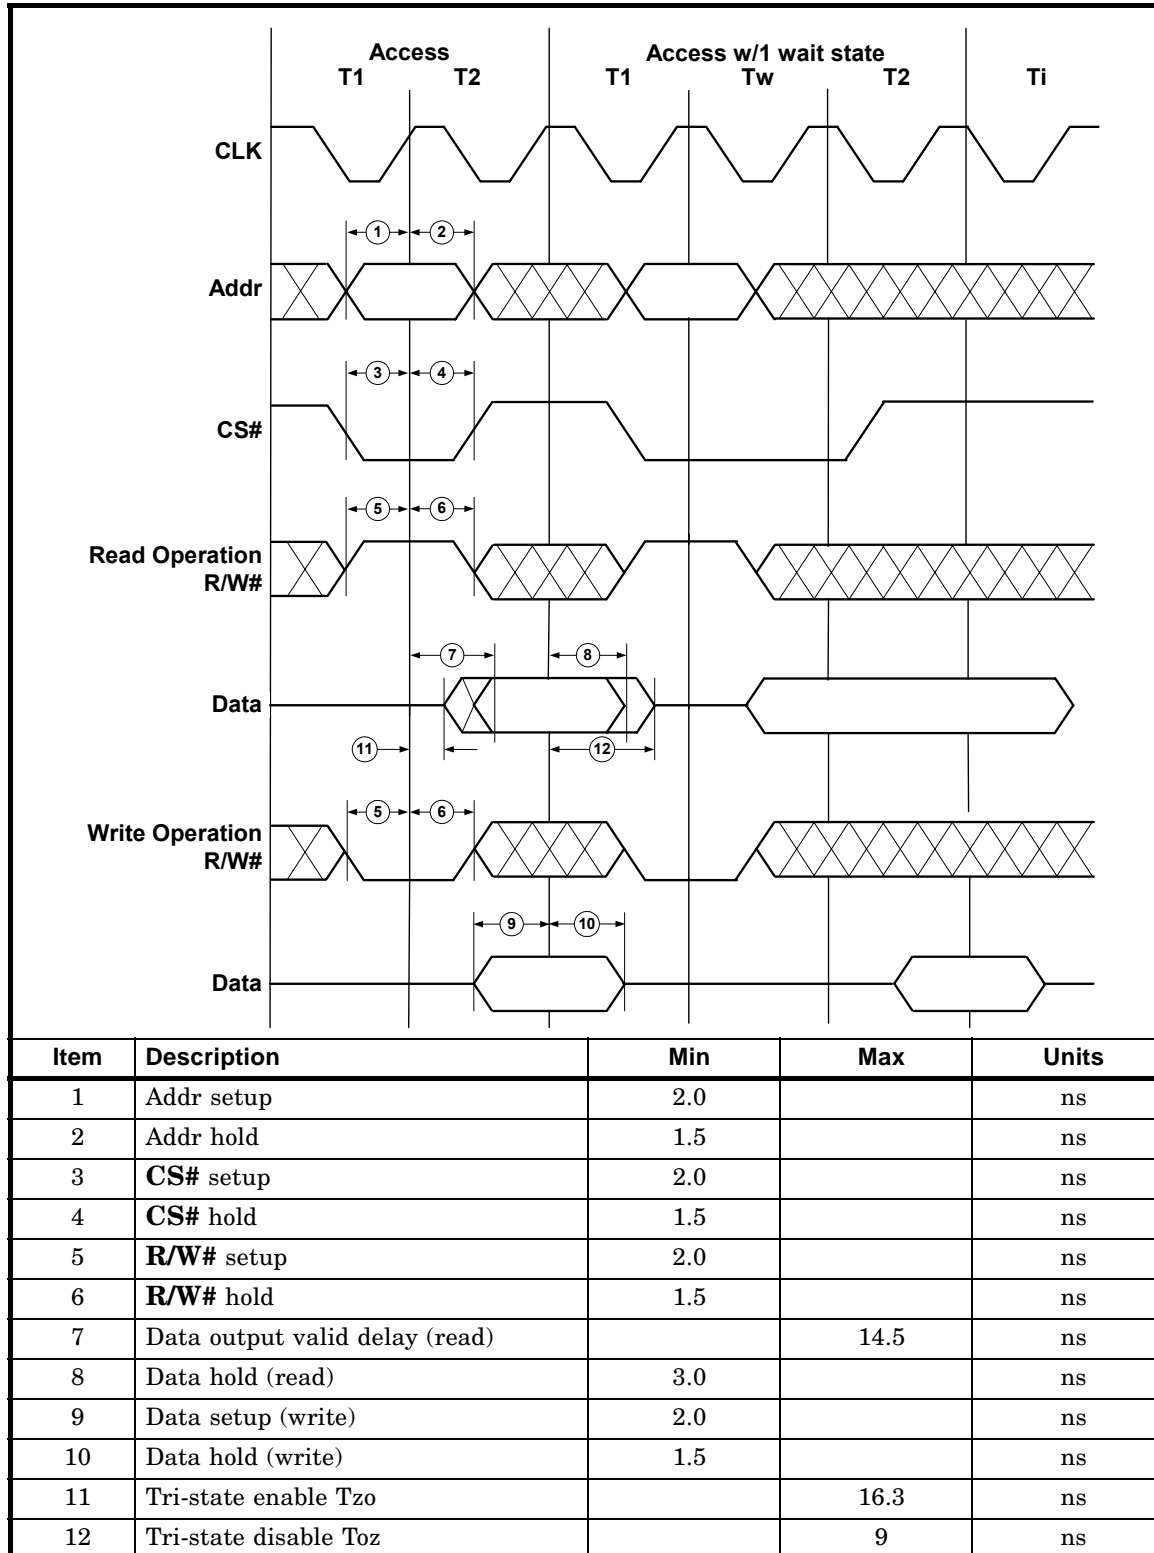 Access
Access w/1 wait state
T1 T2 T1 Tw T2 Ti
CLK
1 2
Addr
3 4
CS#
5 6
Read Operation
R/W#
7 8
Data
11 12
5 6
Write Operation
R/W#
9 10
Data
Item Description Min Max Units
1 Addr setup 2.0 ns
2 Addr hold 1.5 ns
3 CS# setup 2.0 ns
4 CS# hold 1.5 ns
5 R/W# setup 2.0 ns
6 R/W# hold 1.5 ns
7 Data output valid delay (read) 14.5 ns
8 Data hold (read) 3.0 ns
9 Data setup (write) 2.0 ns
10 Data hold (write) 1.5 ns
11 Tri-state enable Tzo 16.3 ns
12 Tri-state disable Toz 9 ns